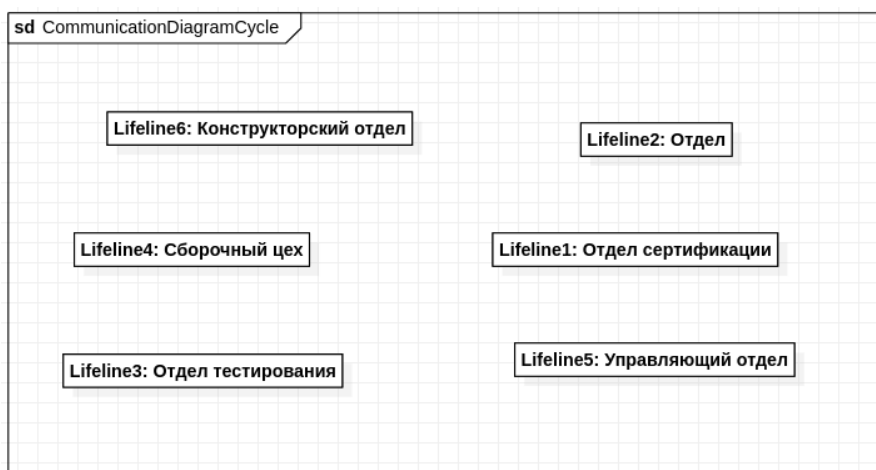 sd CommunicationDiagramCycle
Lifeline6: Конструкторский отдел
Lifeline2: Отдел
Lifeline4: Сборочный цех
Lifeline1: Отдел сертификации
Lifeline3: Отдел тестирования
Lifeline5: Управляющий отдел